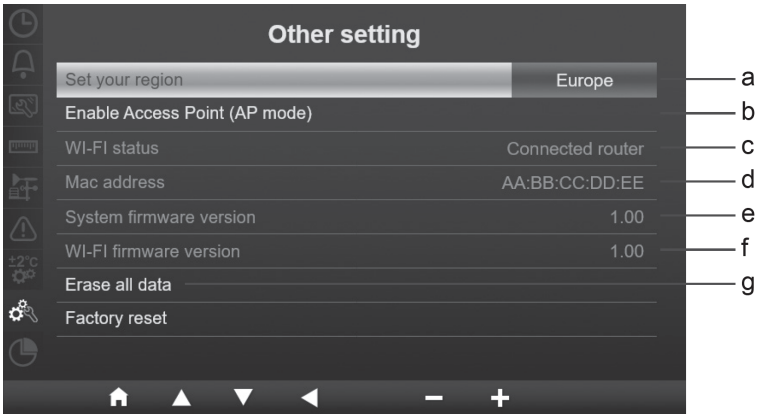 Other setting
Set your region Europe a
Enable Access Point (AP mode) b
WI-FI status Connected router c
Mac address AA:BB:CC:DD:EE d
System firmware version 1.00 e
WI-FI firmware version 1.00 f
±2°C
Erase all data g
Factory reset